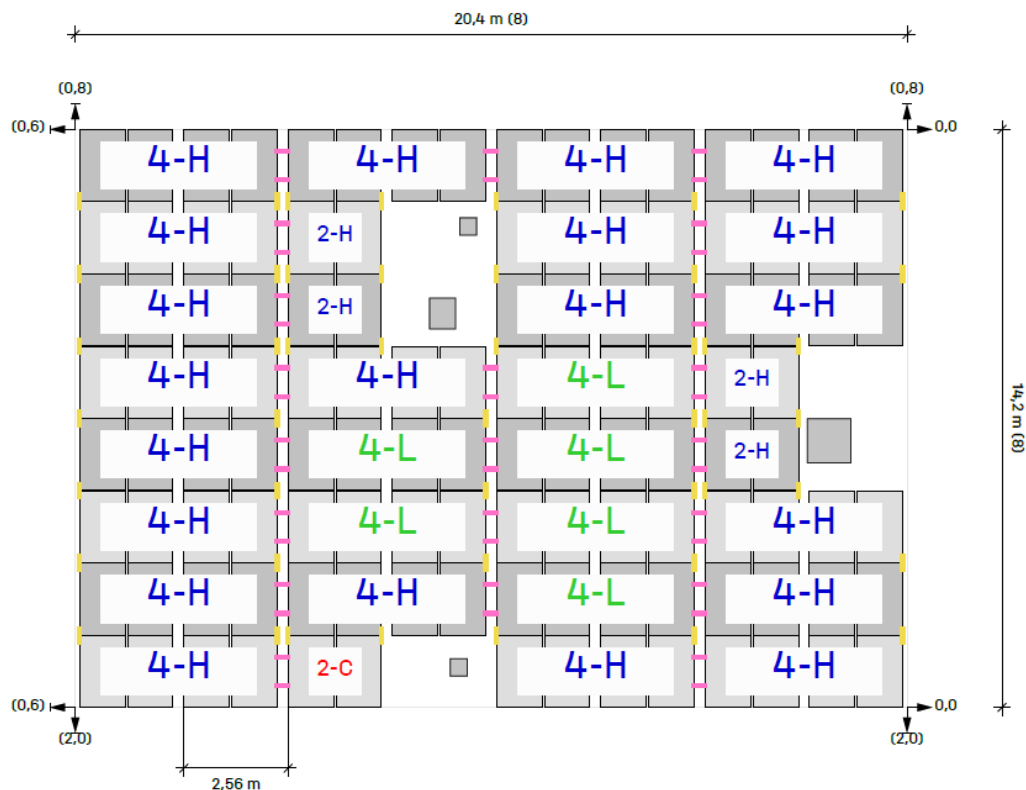 20,4 m (8)
(0,8) (0,8)
(0,6) 0,0
4-H 4-H 4-H 4-H
4-H 2-H 4-H 4-H
4-H 2-H 4-H 4-H
4-H 4-H 4-L 2-H
14,2 m (8)
4-H 4-L 4-L 2-H
4-H 4-L 4-L 4-H
4-H 4-H 4-L 4-H
4-H 2-C 4-H 4-H
(0,6) 0,0
(2,0) (2,0)
2,56 m